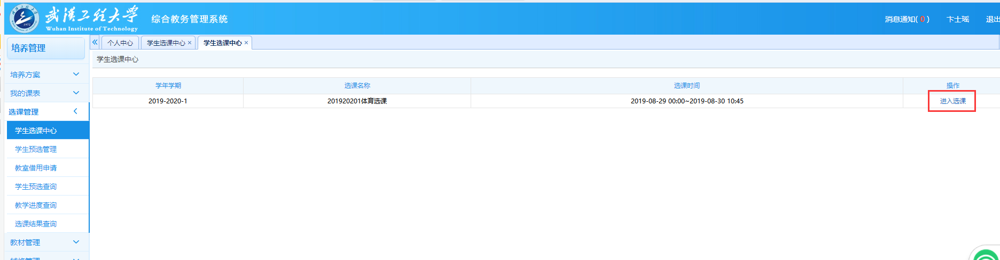 武汉工程大学
Wuhan Institute of Technology
1972
综合教务管理系统
消息通知( 0 ) 卞士瑶 退出
培养管理
个人中心 学生选课中心 × 学生选课中心 ×
学生选课中心
培养方案
我的课表
选课管理
学生选课中心
学生预选管理
教室借用申请
学生预选查询
教学进度查询
选课结果查询
教材管理
学年学期 选课名称 选课时间 操作
2019-2020-1 201920201体育选课 2019-08-29 00:00~2019-08-30 10:45 进入选课